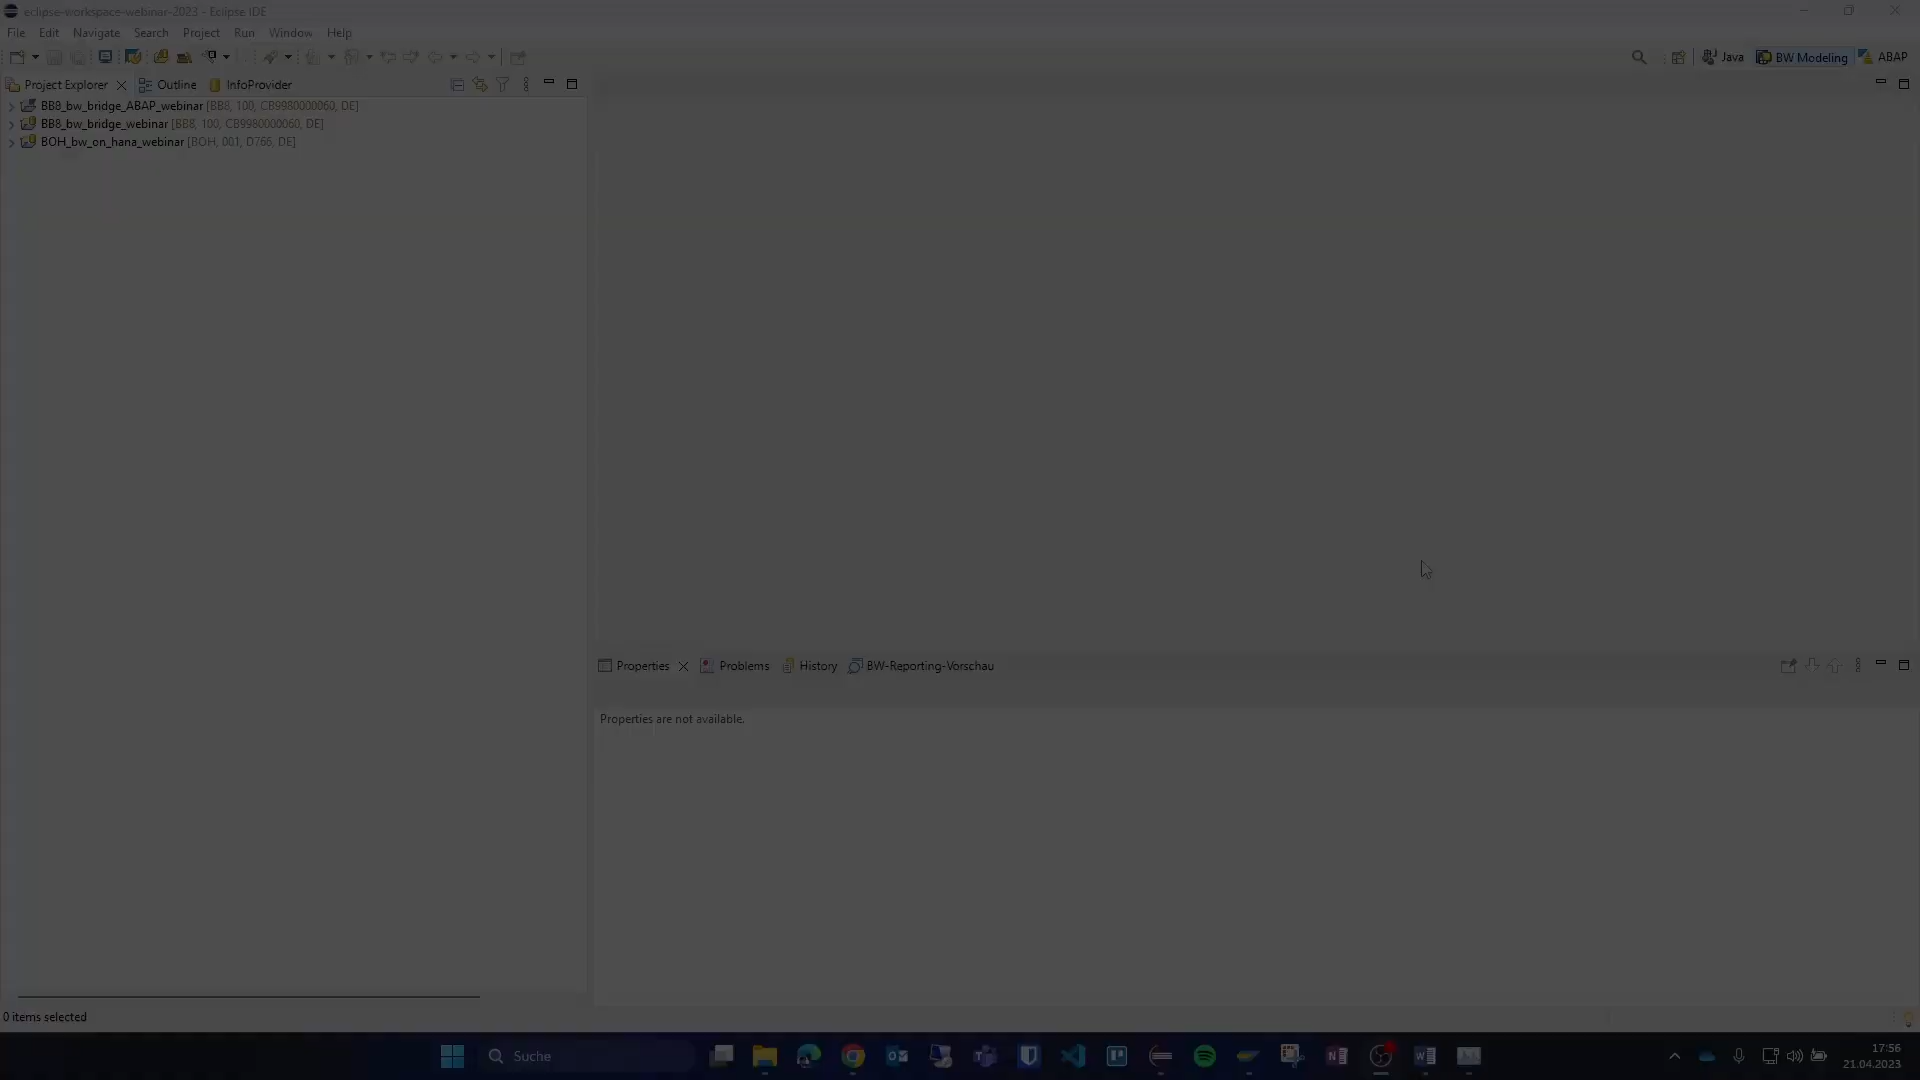 eclipse-workspace-webinar-2023 - Eclipse IDE
File Edit Navigate Search Project Run Window Help
Java BW Modeling ABAP
Project Explorer Outline InfoProvider
BB8_bw_bridge_ABAP_webinar [BB8, 100, CB9980000060, DE]
BB8_bw_bridge_webinar [BB8, 100, CB9980000060, DE]
BOH_bw_on_hana_webinar [BOH, 001, D766, DE]
Properties Problems History BW-Reporting-Vorschau
Properties are not available.
0 items selected
Suche
17:56
21.04.2023